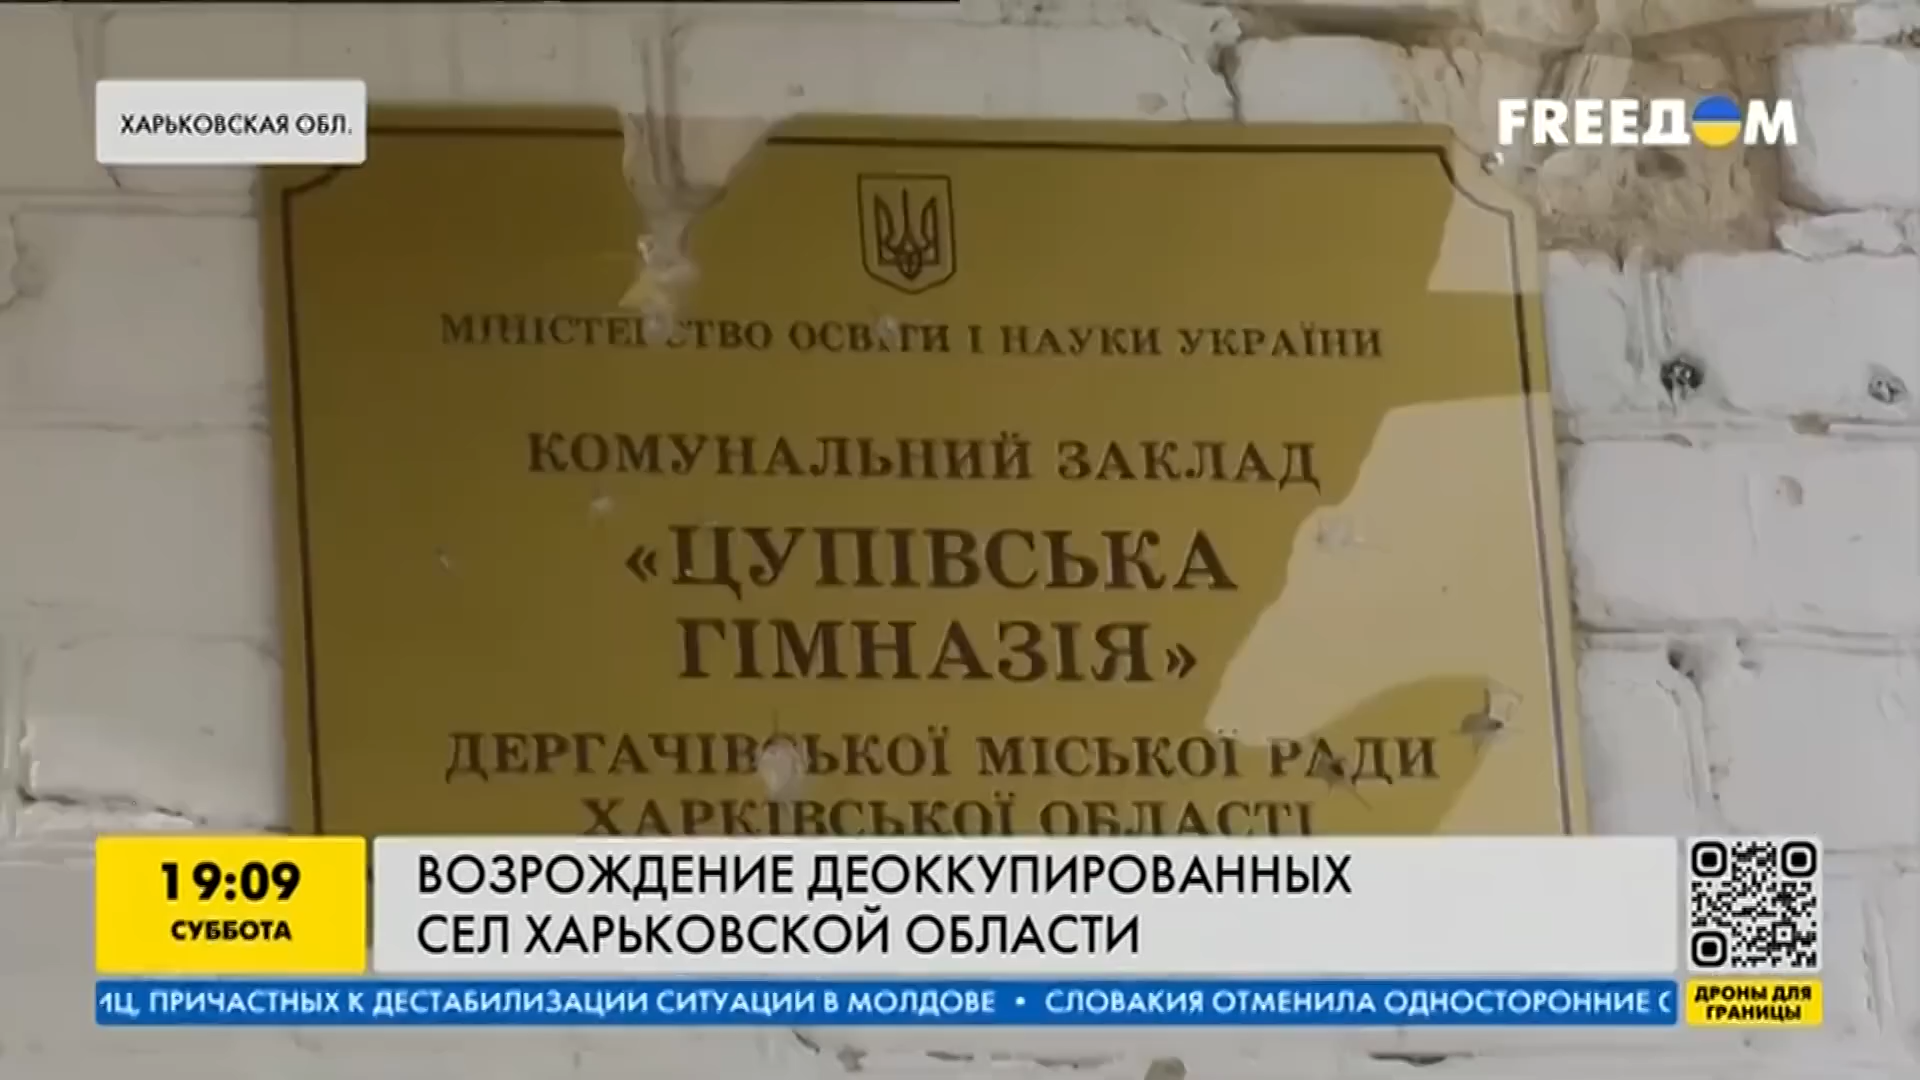 ХАРЬКОВСКАЯ ОБЛ.
FREEДOM
МІНІСТЕРСТВО ОСВІТИ І НАУКИ УКРАЇНИ
КОМУНАЛЬНИЙ ЗАКЛАД
«ЦУПІВСЬКА
ГІМНАЗІЯ»
ДЕРГАЧІВСЬКОЇ МІСЬКОЇ РАДИ
ХАРКІВСЬКОЇ ОБЛАСТІ
19:09
СУББОТА
ВОЗРОЖДЕНИЕ ДЕОККУПИРОВАННЫХ
СЕЛ ХАРЬКОВСКОЙ ОБЛАСТИ
ИЦ, ПРИЧАСТНЫХ К ДЕСТАБИЛИЗАЦИИ СИТУАЦИИ В МОЛДОВЕ • СЛОВАКИЯ ОТМЕНИЛА ОДНОСТОРОННИЕ С
ДРОНЫ ДЛЯ
ГРАНИЦЫ